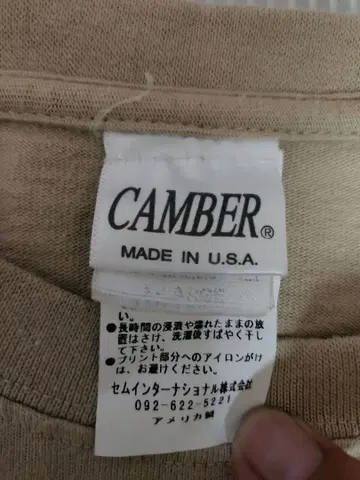 CAMBER®
MADE IN U.S.A.
い。
●長時間の浸漬や濡れたままの放
置はさけ、洗濯後すばやく干し
て下さい。
●プリント部分へのアイロンがけ
は、お避けください。
セムインターナショナル株式会社
092-622-5221
アメリカ製